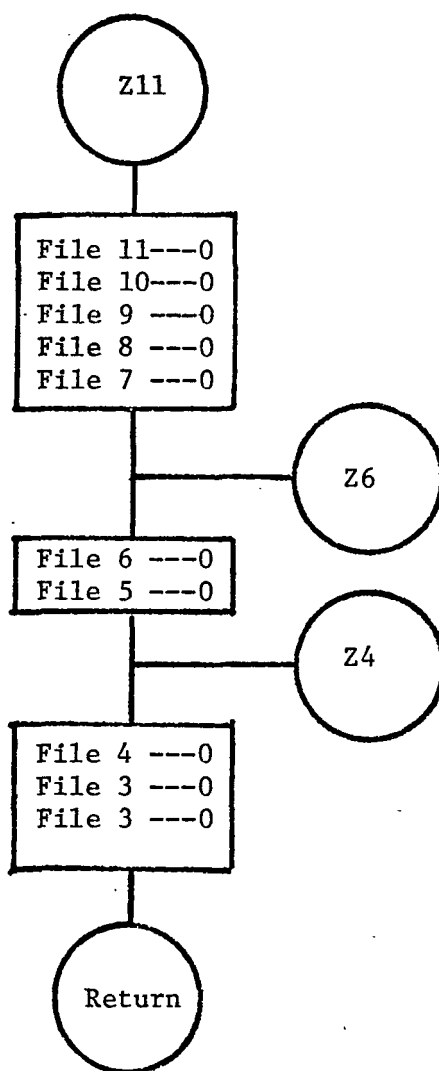 Z11
File 11---0
File 10---0
File 9 ---0
File 8 ---0
File 7 ---0
Z6
File 6 ---0
File 5 ---0
Z4
File 4 ---0
File 3 ---0
File 3 ---0
Return